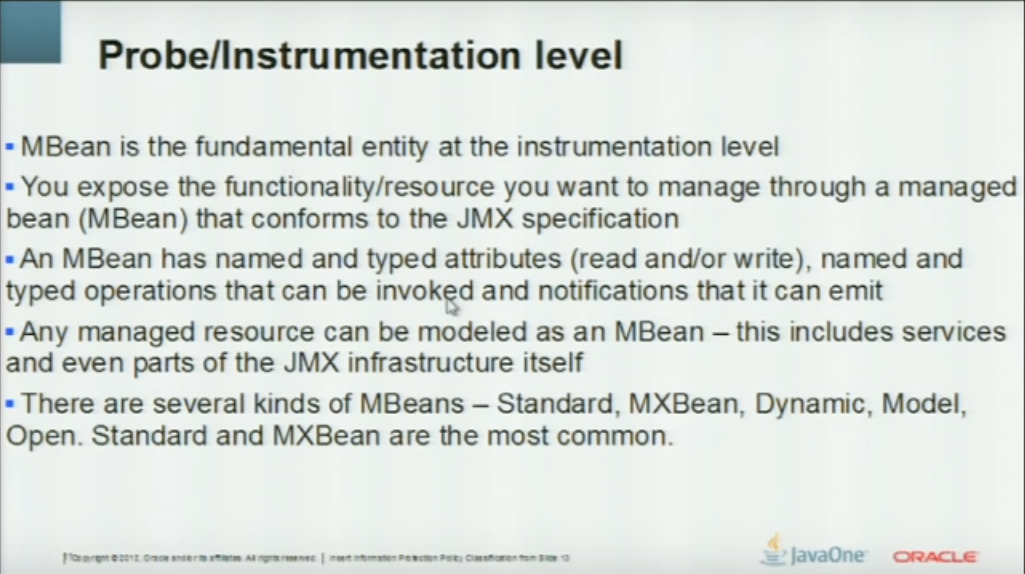 Probe/Instrumentation level
▪ MBean is the fundamental entity at the instrumentation level
▪ You expose the functionality/resource you want to manage through a managed
bean (MBean) that conforms to the JMX specification
▪ An MBean has named and typed attributes (read and/or write), named and
typed operations that can be invoked and notifications that it can emit
▪ Any managed resource can be modeled as an MBean – this includes services
and even parts of the JMX infrastructure itself
▪ There are several kinds of MBeans – Standard, MXBean, Dynamic, Model,
Open. Standard and MXBean are the most common.
Copyright © 2012, Oracle and/or its affiliates. All rights reserved. | Insert Information Protection Policy Classification from Slide 13
JavaOne
ORACLE